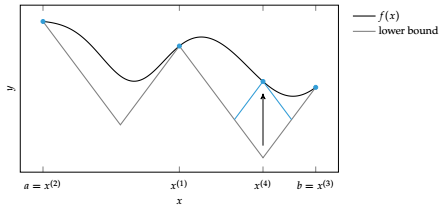 f(x)
lower bound
y
a = x⁽²⁾
x⁽¹⁾
x⁽⁴⁾
b = x⁽³⁾
x